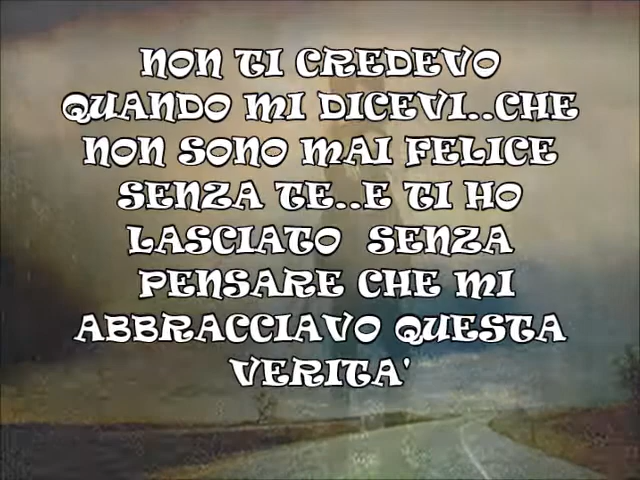 NON TI CREDEVO
QUANDO MI DICEVI..CHE
NON SONO MAI FELICE
SENZA TE..E TI HO
LASCIATO SENZA
PENSARE CHE MI
ABBRACCIAVO QUESTA
VERITA'